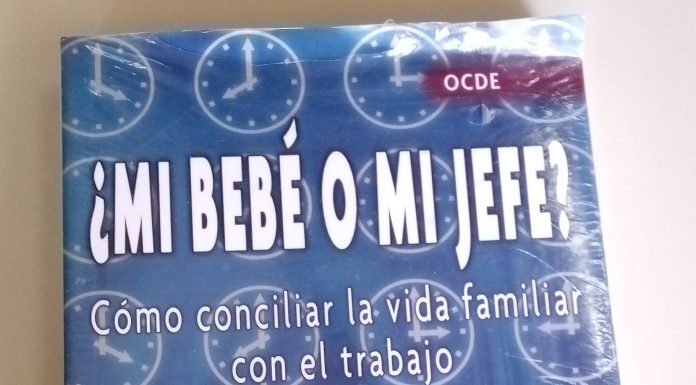 OCDE
¿MI BEBÉ O MI JEFE?
Cómo conciliar la vida familiar
con el trabajo